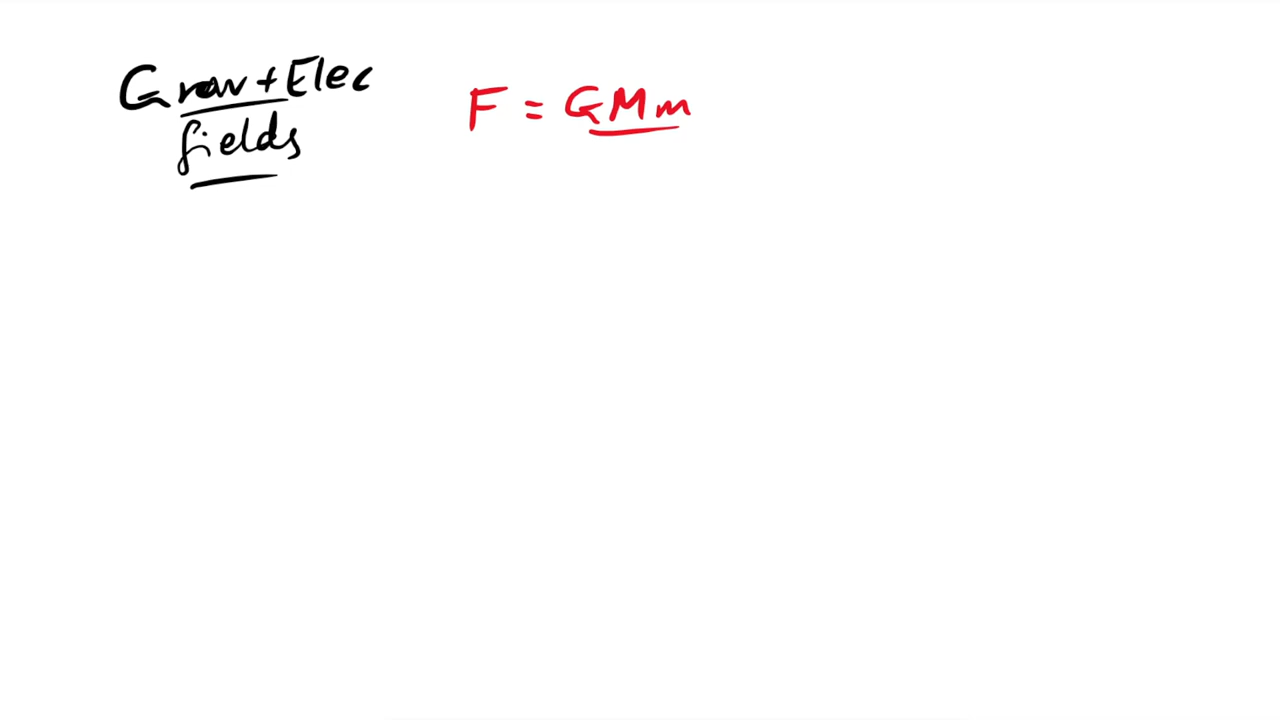 Grav + Elec
fields
F = GMm